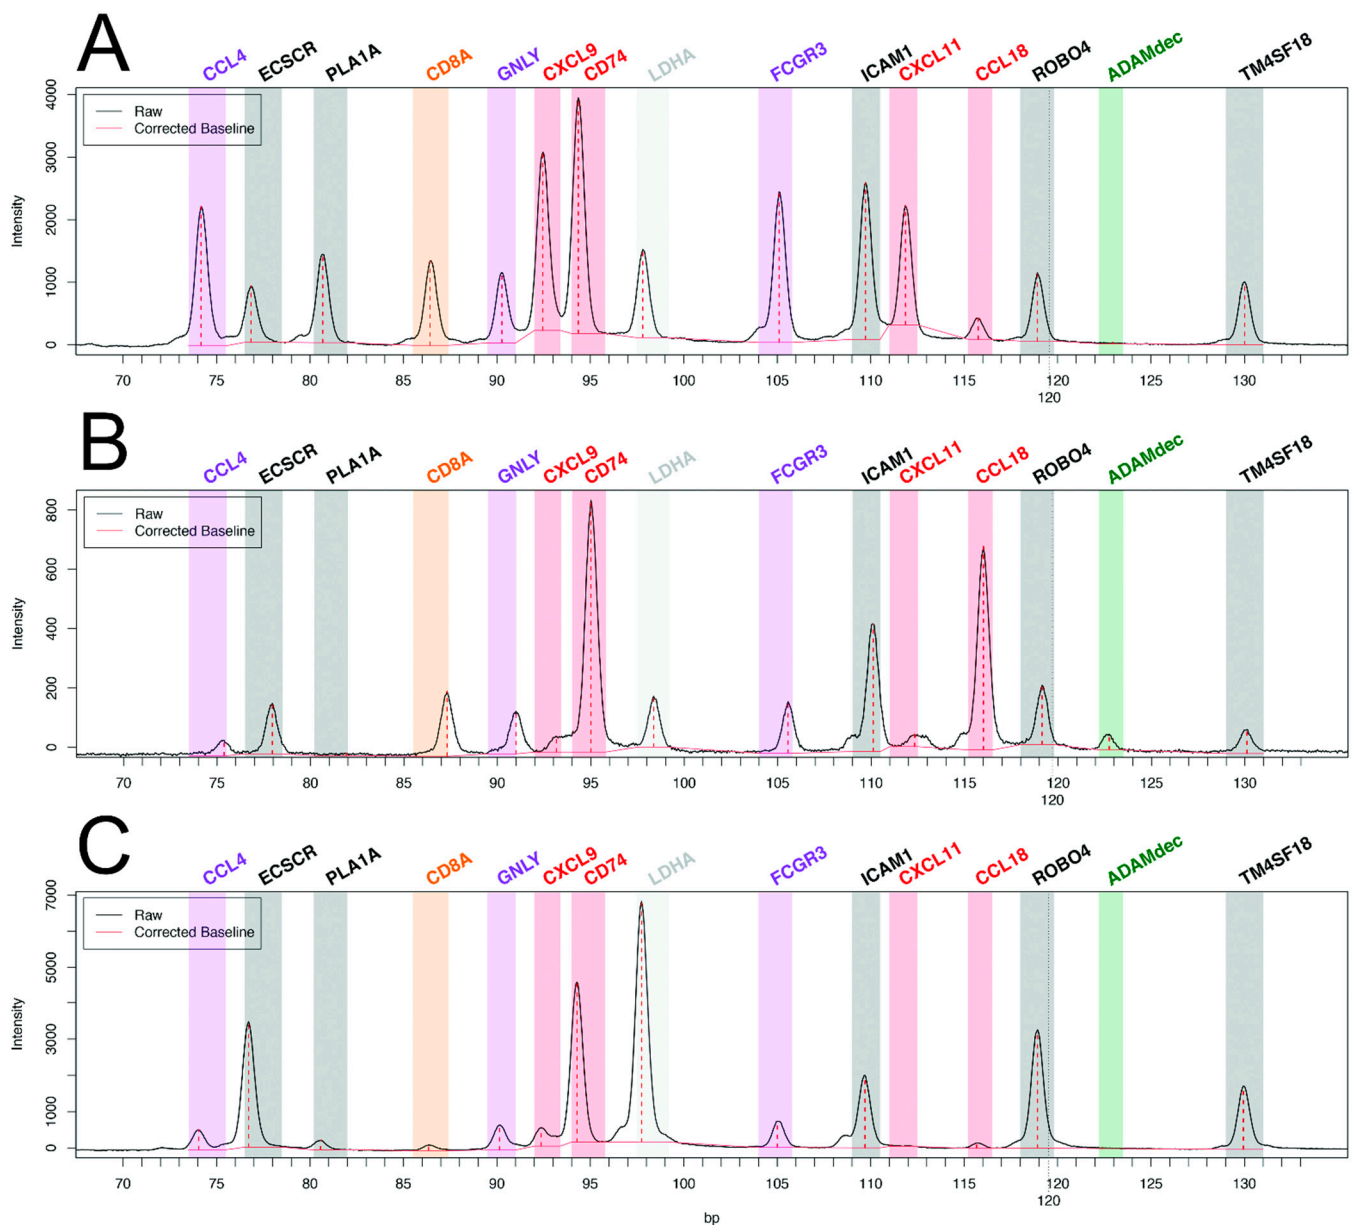 A
CCL4 ECSCR PLA1A CD8A GNLY CXCL9 CD74 LDHA FCGR3 ICAM1 CXCL11 CCL18 ROBO4 ADAMdec TM4SF18
Raw
Corrected Baseline
Intensity
4000
3000
2000
1000
0
70 75 80 85 90 95 100 105 110 115 120 125 130
B
CCL4 ECSCR PLA1A CD8A GNLY CXCL9 CD74 LDHA FCGR3 ICAM1 CXCL11 CCL18 ROBO4 ADAMdec TM4SF18
Raw
Corrected Baseline
Intensity
800
600
400
200
0
70 75 80 85 90 95 100 105 110 115 120 125 130
C
CCL4 ECSCR PLA1A CD8A GNLY CXCL9 CD74 LDHA FCGR3 ICAM1 CXCL11 CCL18 ROBO4 ADAMdec TM4SF18
Raw
Corrected Baseline
Intensity
7000
5000
3000
1000
0
70 75 80 85 90 95 100 105 110 115 120 125 130
bp